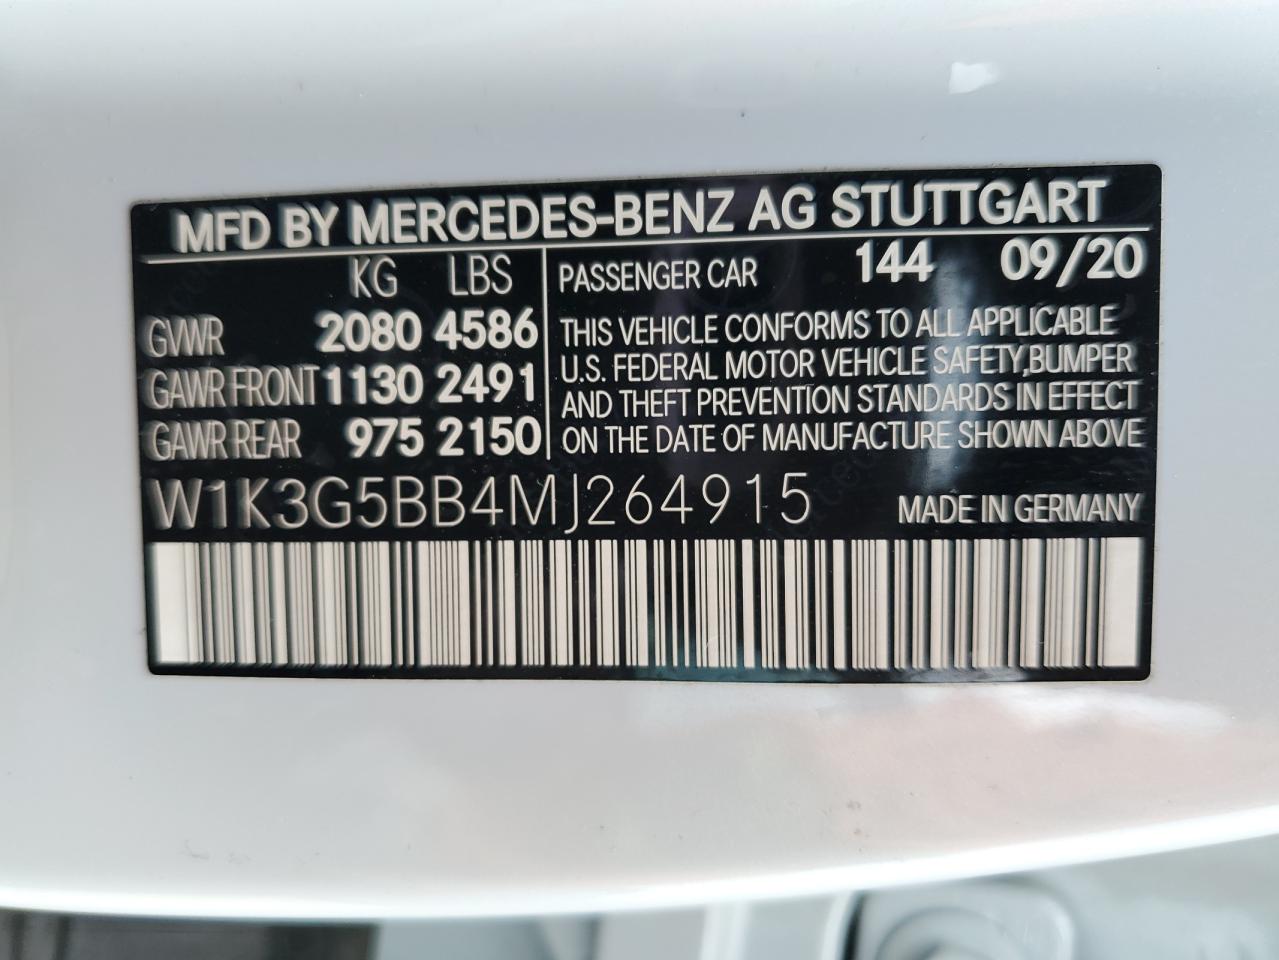 MFD BY MERCEDES-BENZ AG STUTTGART
KG LBS
GVWR 2080 4586
GAWR FRONT 1130 2491
GAWR REAR 975 2150
PASSENGER CAR 144 09/20
THIS VEHICLE CONFORMS TO ALL APPLICABLE
U.S. FEDERAL MOTOR VEHICLE SAFETY,BUMPER
AND THEFT PREVENTION STANDARDS IN EFFECT
ON THE DATE OF MANUFACTURE SHOWN ABOVE
W1K3G5BB4MJ264915 MADE IN GERMANY